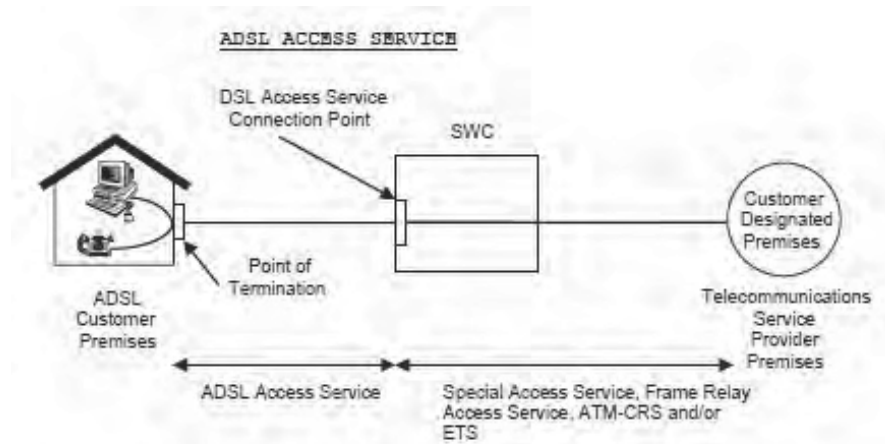 ADSL ACCESS SERVICE
DSL Access Service
Connection Point
SWC
Customer
Designated
Premises
Point of
Termination
ADSL
Customer
Premises
Telecommunications
Service
Provider
Premises
ADSL Access Service
Special Access Service, Frame Relay
Access Service, ATM-CRS and/or
ETS